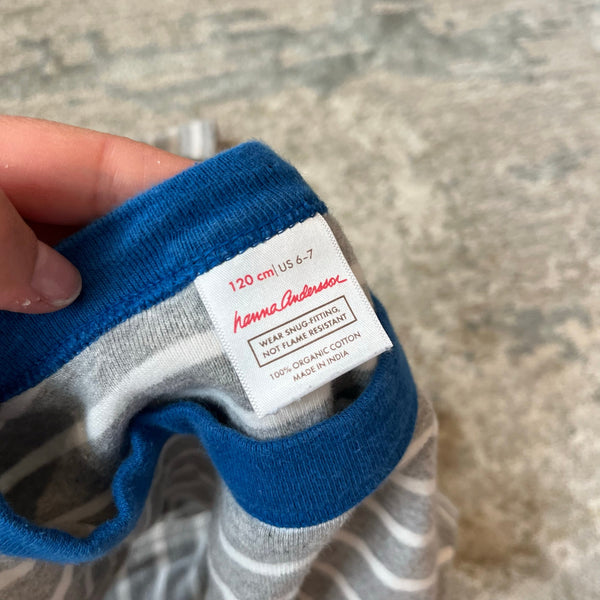 120 cm | US 6-7
hanna Andersson
WEAR SNUG-FITTING,
NOT FLAME RESISTANT
100% ORGANIC COTTON
MADE IN INDIA